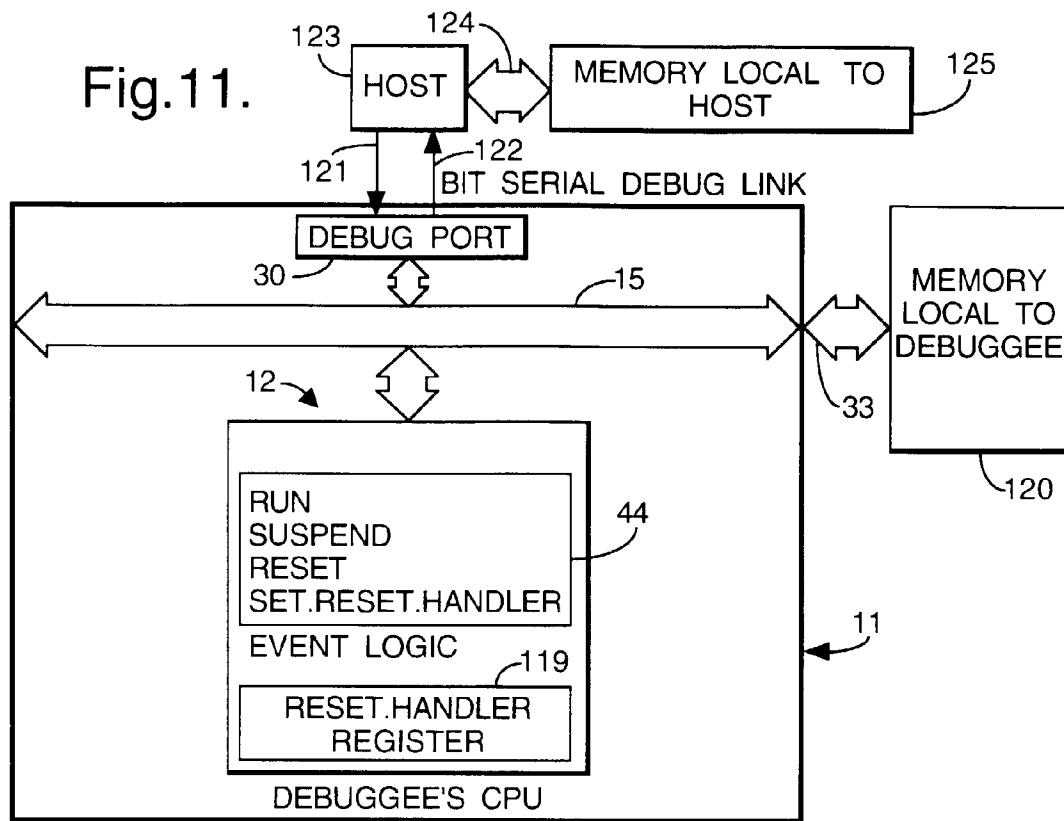 Fig.11.
123
HOST
124
MEMORY LOCAL TO
HOST
125
121
122
BIT SERIAL DEBUG LINK
DEBUG PORT
30
15
MEMORY
LOCAL TO
DEBUGGEE
33
120
12
RUN
SUSPEND
RESET
SET.RESET.HANDLER
44
EVENT LOGIC
119
RESET.HANDLER
REGISTER
11
DEBUGGEE'S CPU